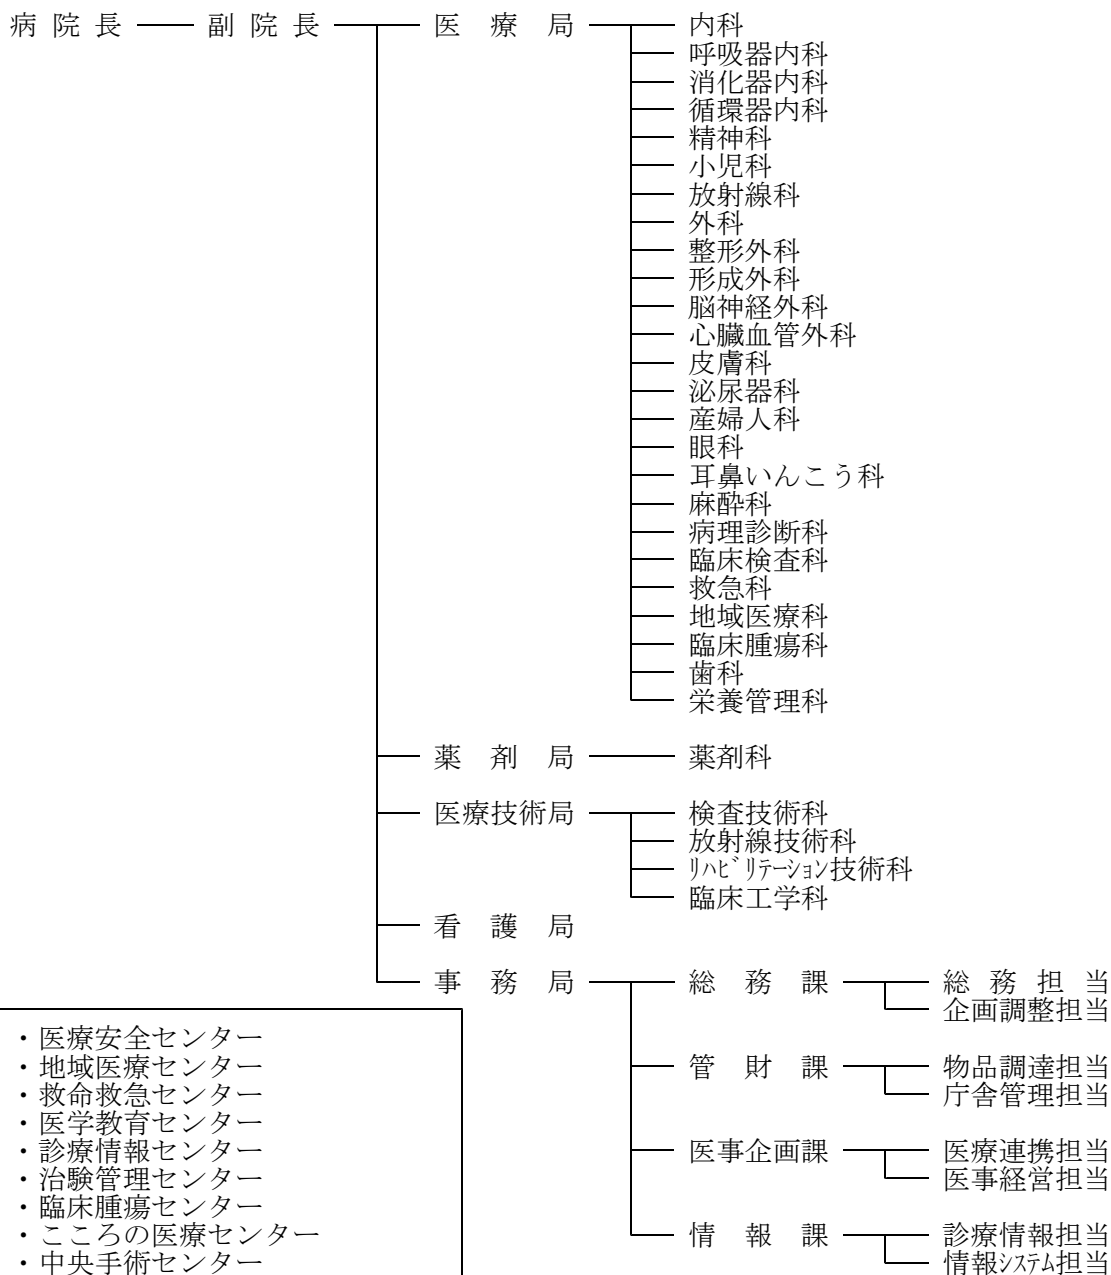 病院長 副院長 医療局 内科
呼吸器内科
消化器内科
循環器内科
精神科
小児科
放射線科
外科
整形外科
形成外科
脳神経外科
心臓血管外科
皮膚科
泌尿器科
産婦人科
眼科
耳鼻いんこう科
麻酔科
病理診断科
臨床検査科
救急科
地域医療科
臨床腫瘍科
歯科
栄養管理科
薬剤局 薬剤科
医療技術局 検査技術科
放射線技術科
ﾘﾊﾋﾞﾘﾃｰｼｮﾝ技術科
臨床工学科
看護局
事務局 総務課 総務担当
企画調整担当
管財課 物品調達担当
庁舎管理担当
医事企画課 医療連携担当
医事経営担当
情報課 診療情報担当
情報ｼｽﾃﾑ担当
・医療安全センター
・地域医療センター
・救命救急センター
・医学教育センター
・診療情報センター
・治験管理センター
・臨床腫瘍センター
・こころの医療センター
・中央手術センター